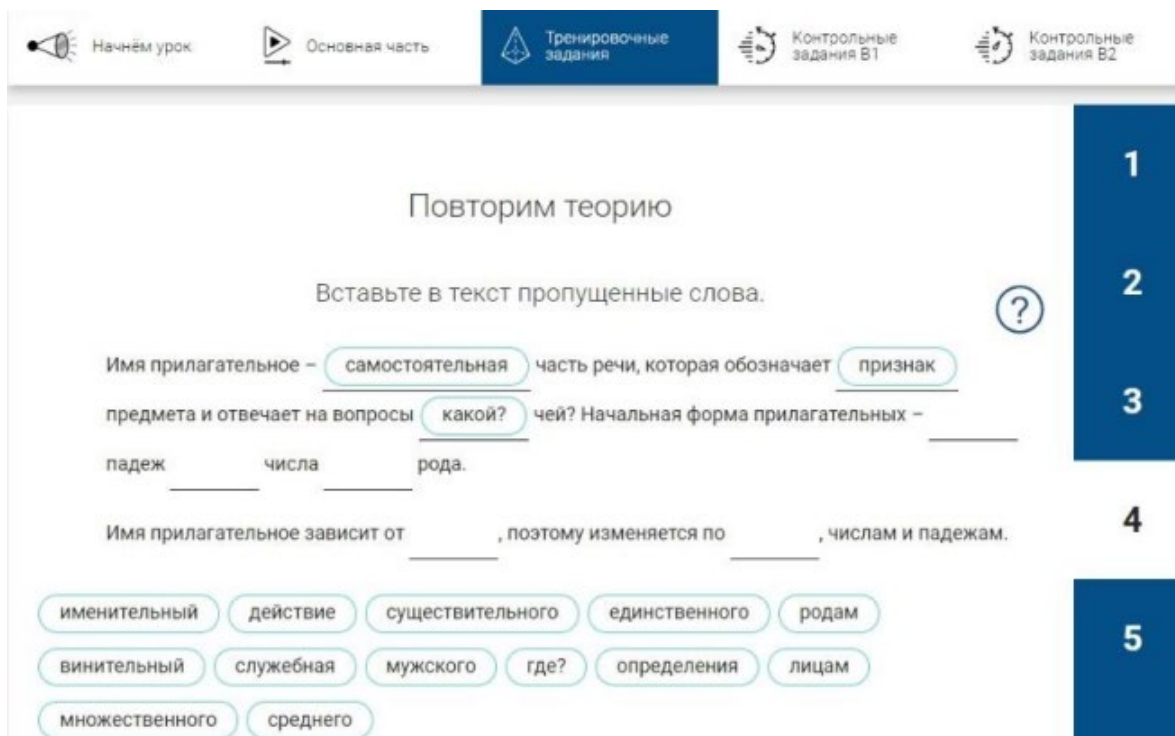 Начнём урок
Основная часть
Тренировочные
задания
Контрольные
задания В1
Контрольные
задания В2
1
2
3
4
5
Повторим теорию
Вставьте в текст пропущенные слова.
?
Имя прилагательное – самостоятельная часть речи, которая обозначает признак
предмета и отвечает на вопросы какой? чей? Начальная форма прилагательных –
падеж числа рода.
Имя прилагательное зависит от , поэтому изменяется по , числам и падежам.
именительный действие существительного единственного родам
винительный служебная мужского где? определения лицам
множественного среднего